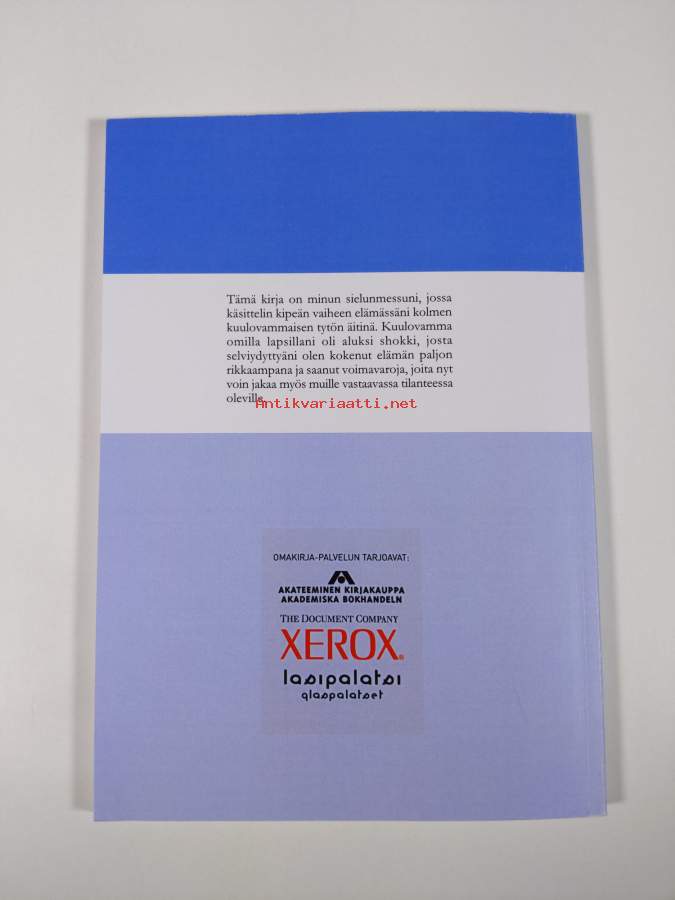 Tämä kirja on minun sielunmessuni, jossa
käsittelin kipeän vaiheen elämässäni kolmen
kuulovammaisen tytön äitinä. Kuulovamma
omilla lapsillani oli aluksi shokki, josta
selviydyttyäni olen kokenut elämän paljon
rikkaampana ja saanut voimavaroja, joita nyt
voin jakaa myös muille vastaavassa tilanteessa
oleville.
Antikvariaatti.net
OMAKIRJA-PALVELUN TARJOAVAT:
AKATEEMINEN KIRJAKAUPPA
AKADEMISKA BOKHANDELN
THE DOCUMENT COMPANY
XEROX®
lasipalatsi
glaspalatset